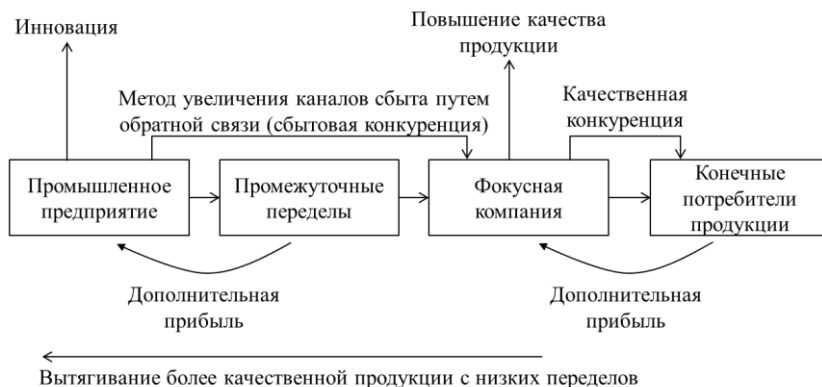 Инновация
Повышение качества
продукции
Метод увеличения каналов сбыта путем
обратной связи (сбытовая конкуренция)
Качественная
конкуренция
Промышленное
предприятие
Промежуточные
переделы
Фокусная
компания
Конечные
потребители
продукции
Дополнительная
прибыль
Дополнительная
прибыль
Вытягивание более качественной продукции с низких переделов